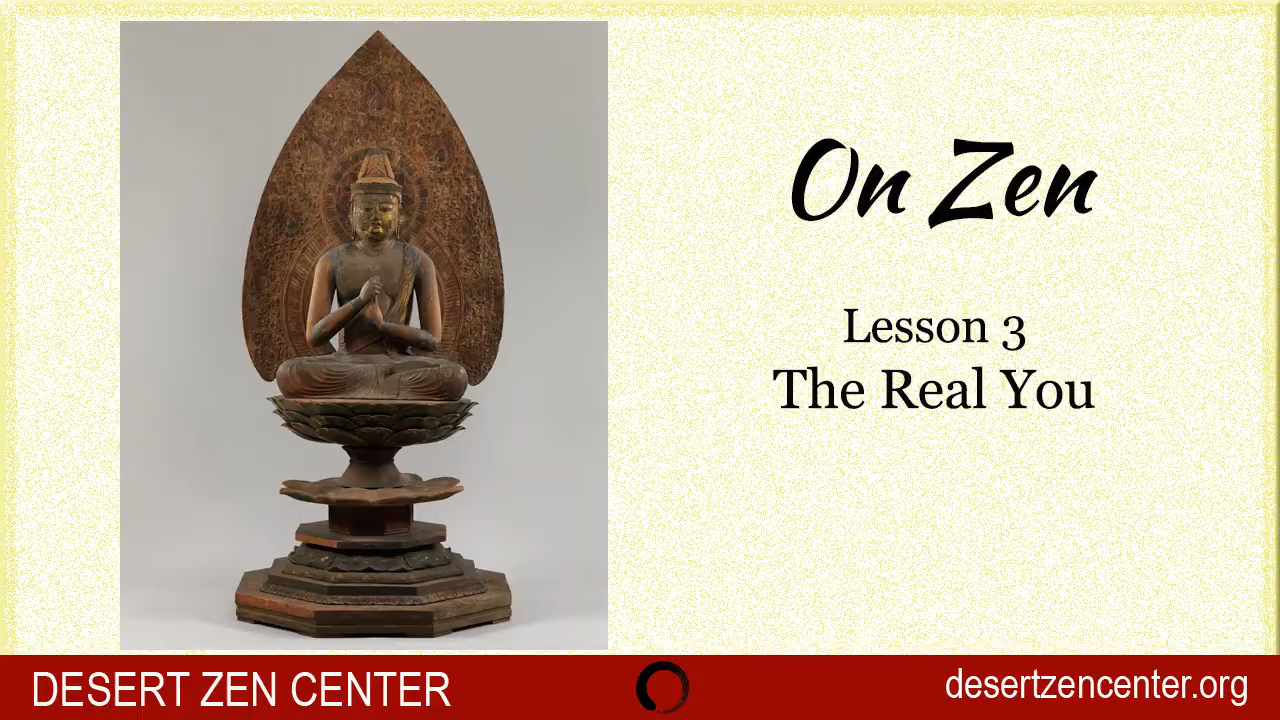 On Zen
Lesson 3
The Real You
DESERT ZEN CENTER
desertzencenter.org